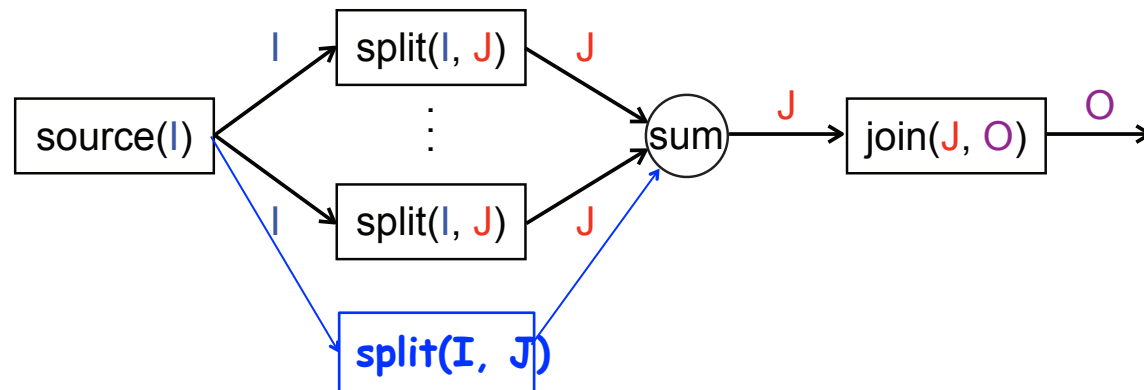 I
split(I, J)
J
source(I)
⋮
sum
J
join(J, O)
O
I
split(I, J)
J
split(I, J)